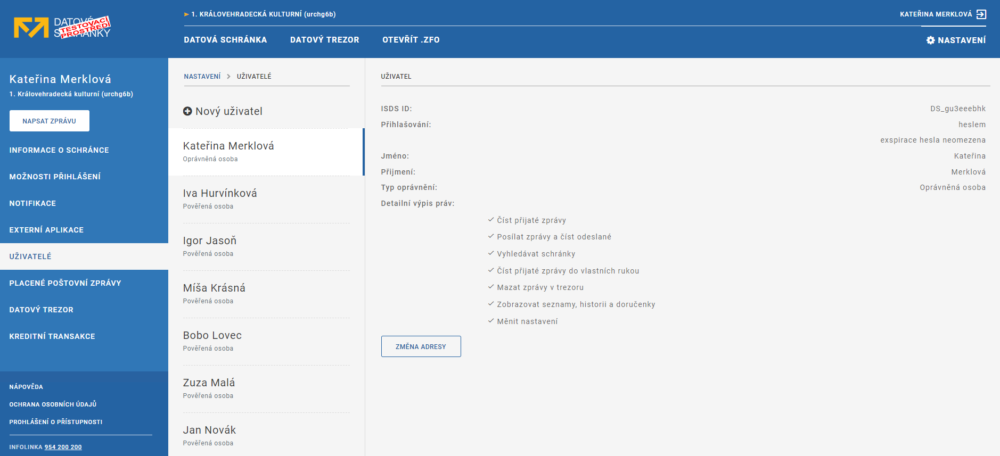 DATOVÉ
SCHRÁNKY
TESTOVACÍ
PROSTŘEDÍ
1. KRÁLOVEHRADECKÁ KULTURNÍ (urchg6b)
KATEŘINA MERKLOVÁ
DATOVÁ SCHRÁNKA DATOVÝ TREZOR OTEVŘÍT .ZFO
NASTAVENÍ
Kateřina Merklová
1. Královehradecká kulturní (urchg6b)
NAPSAT ZPRÁVU
INFORMACE O SCHRÁNCE
MOŽNOSTI PŘIHLÁŠENÍ
NOTIFIKACE
EXTERNÍ APLIKACE
UŽIVATELÉ
PLACENÉ POŠTOVNÍ ZPRÁVY
DATOVÝ TREZOR
KREDITNÍ TRANSAKCE
NÁPOVĚDA
OCHRANA OSOBNÍCH ÚDAJŮ
PROHLÁŠENÍ O PŘÍSTUPNOSTI
INFOLINKA 954 200 200
NASTAVENÍ > UŽIVATELÉ
Nový uživatel
Kateřina Merklová
Oprávněná osoba
Iva Hurvínková
Pověřená osoba
Igor Jasoň
Pověřená osoba
Míša Krásná
Pověřená osoba
Bobo Lovec
Pověřená osoba
Zuza Malá
Pověřená osoba
Jan Novák
Pověřená osoba
UŽIVATEL
ISDS ID: DS_gu3eeebhk
Přihlašování: heslem
exspirace hesla neomezena
Jméno: Kateřina
Přijmení: Merklová
Typ oprávnění: Oprávněná osoba
Detailní výpis práv:
✓ Číst přijaté zprávy
✓ Posílat zprávy a číst odeslané
✓ Vyhledávat schránky
✓ Číst přijaté zprávy do vlastních rukou
✓ Mazat zprávy v trezoru
✓ Zobrazovat seznamy, historii a doručenky
✓ Měnit nastavení
ZMĚNA ADRESY